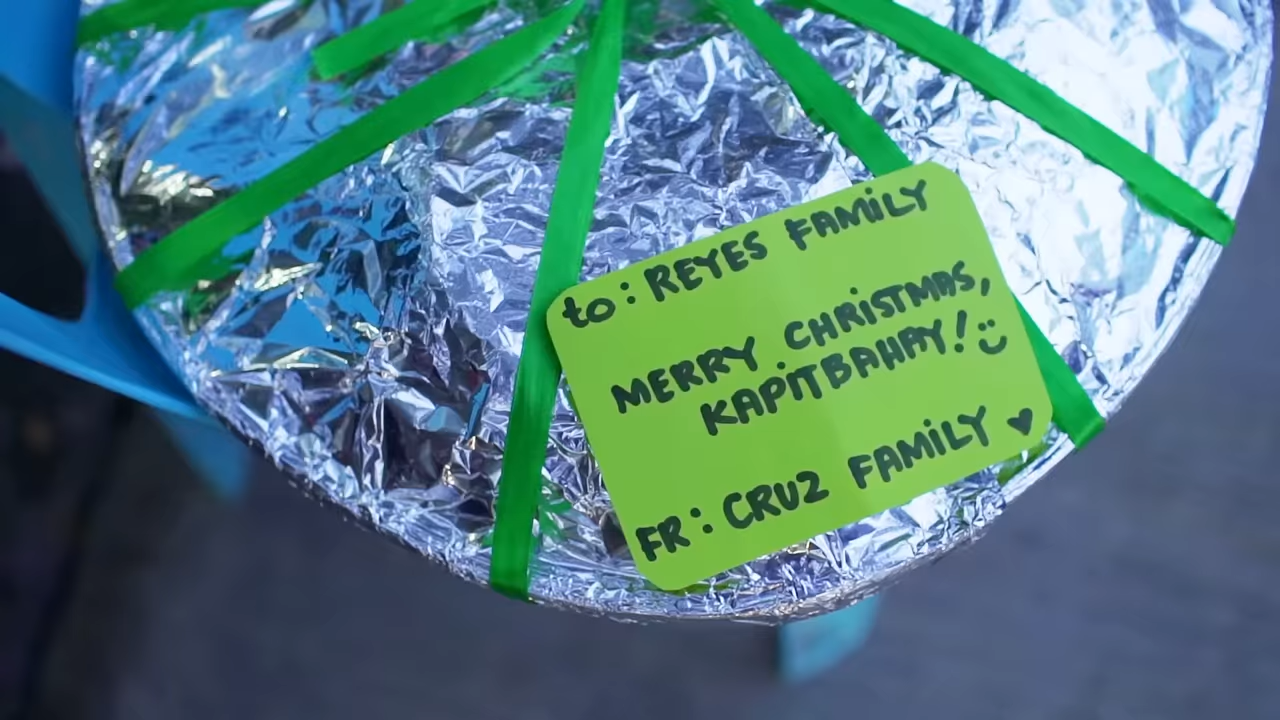 to: REYES FAMiLY
MERRY CHRiSTMAS,
KAPiTBAHAY! :)
FR: CRUZ FAMiLY ♥